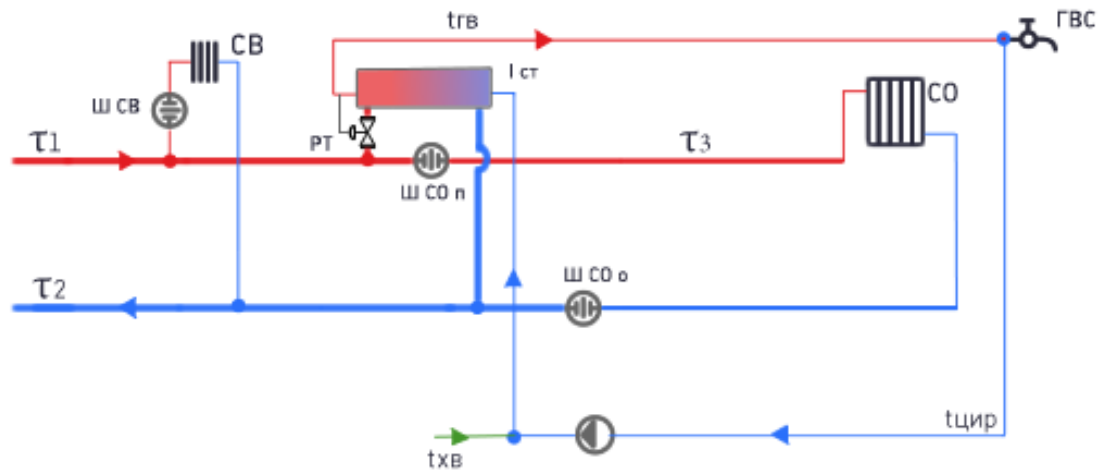 tгв
ГВС
СВ
I ст
Ш СВ
СО
τ1
РТ
τ3
Ш СО п
τ2
Ш СО о
tцир
tхв